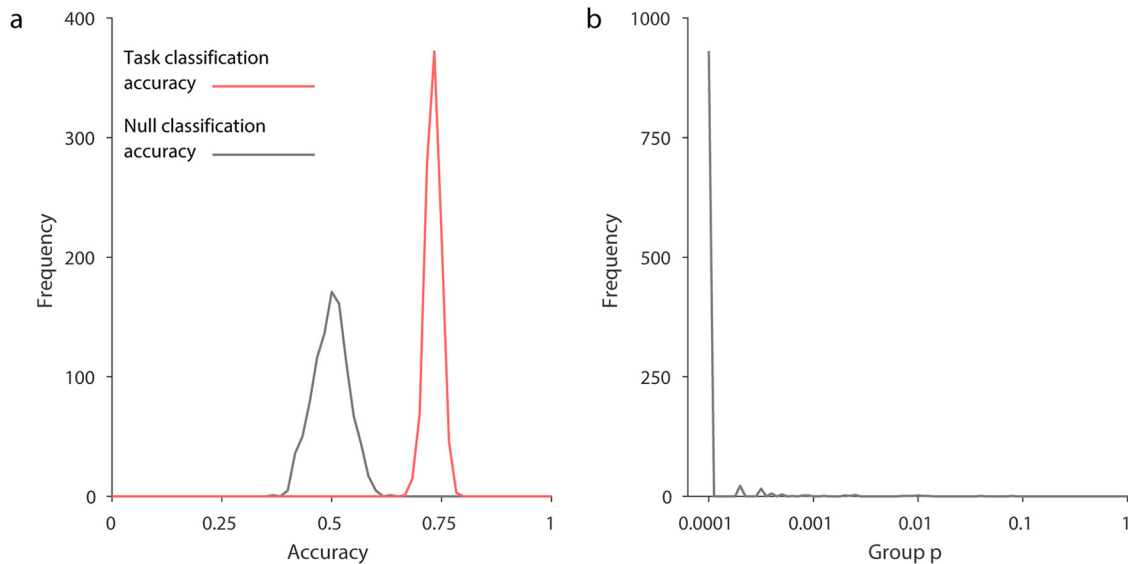 a
400
300
200
100
0
Frequency
Task classification
accuracy
Null classification
accuracy
0 0.25 0.5 0.75 1
Accuracy
b
1000
750
500
250
0
Frequency
0.0001 0.001 0.01 0.1 1
Group p